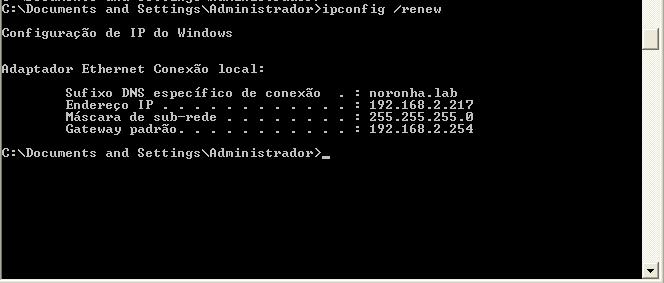 C:\Documents and Settings\Administrador>ipconfig /renew
Configuração de IP do Windows
Adaptador Ethernet Conexão local:
Sufixo DNS específico de conexão . : noronha.lab
Endereço IP . . . . . . . . . . . . : 192.168.2.217
Máscara de sub-rede . . . . . . . . : 255.255.255.0
Gateway padrão. . . . . . . . . . . : 192.168.2.254
C:\Documents and Settings\Administrador>_